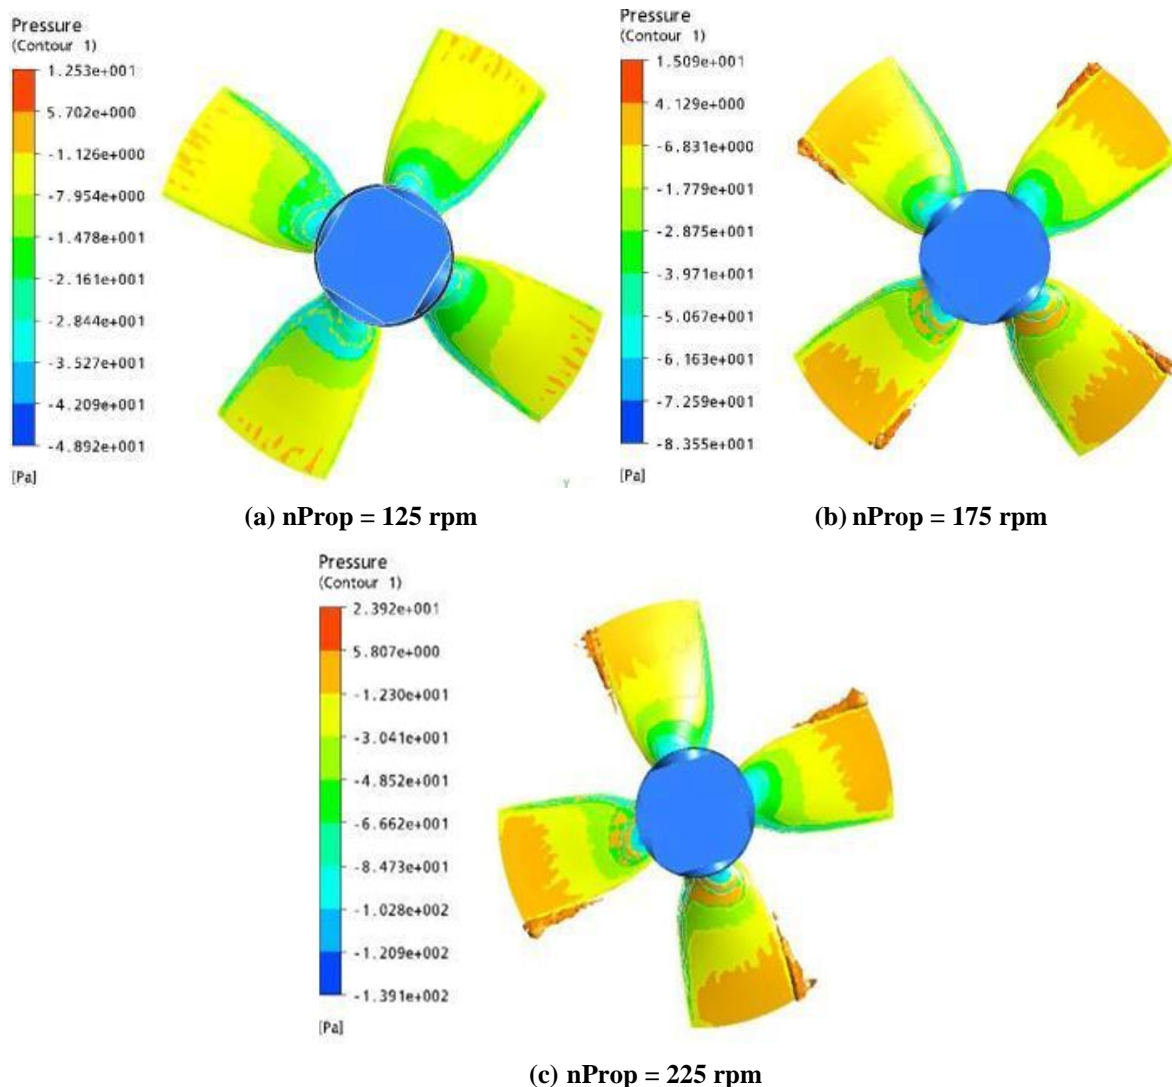 Pressure
(Contour 1)
1.253e+001
5.702e+000
-1.126e+000
-7.954e+000
-1.478e+001
-2.161e+001
-2.844e+001
-3.527e+001
-4.209e+001
-4.892e+001
[Pa]
Y
(a) nProp = 125 rpm
Pressure
(Contour 1)
1.509e+001
4.129e+000
-6.831e+000
-1.779e+001
-2.875e+001
-3.971e+001
-5.067e+001
-6.163e+001
-7.259e+001
-8.355e+001
[Pa]
(b) nProp = 175 rpm
Pressure
(Contour 1)
2.392e+001
5.807e+000
-1.230e+001
-3.041e+001
-4.852e+001
-6.662e+001
-8.473e+001
-1.028e+002
-1.209e+002
-1.391e+002
[Pa]
(c) nProp = 225 rpm